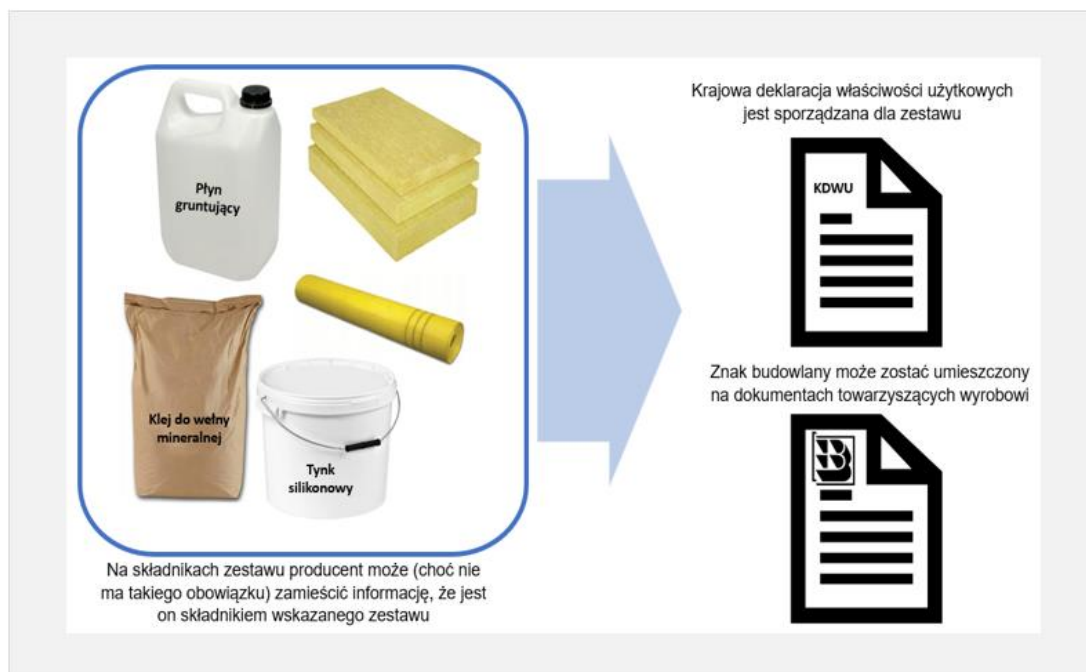 Płyn
gruntujący
Klej do wełny
mineralnej
Tynk
silikonowy
Na składnikach zestawu producent może (choć nie
ma takiego obowiązku) zamieścić informację, że jest
on składnikiem wskazanego zestawu
Krajowa deklaracja właściwości użytkowych
jest sporządzana dla zestawu
KDWU
Znak budowlany może zostać umieszczony
na dokumentach towarzyszących wyrobowi
B